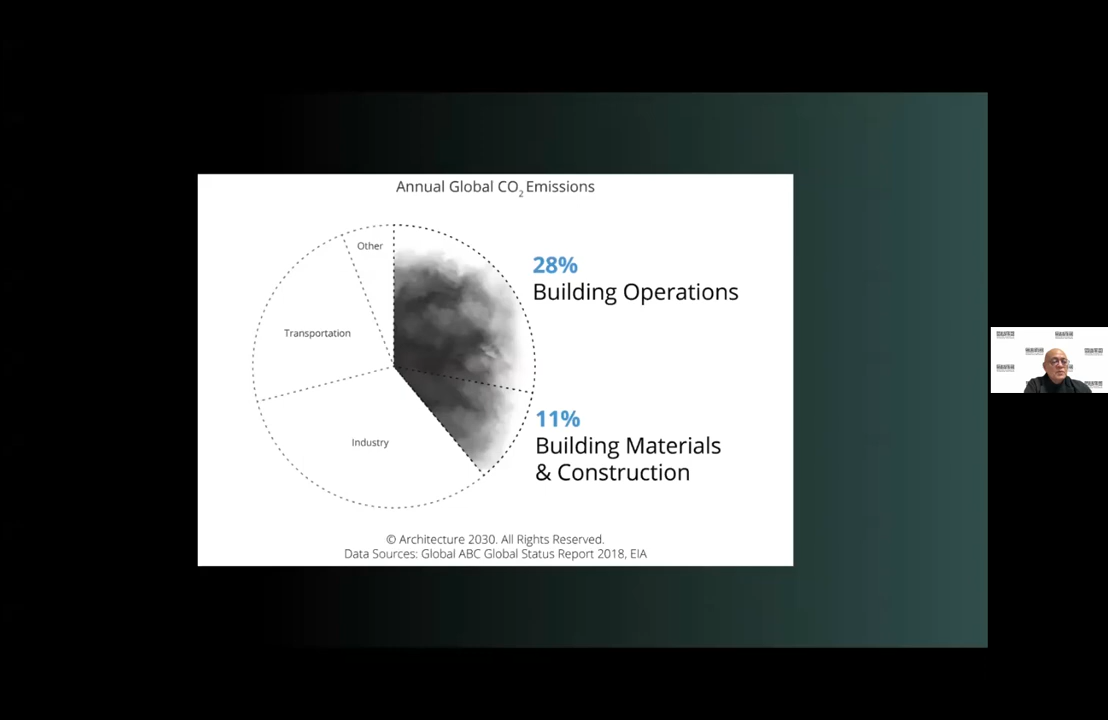 Annual Global CO₂ Emissions
Other
28%
Building Operations
Transportation
11%
Building Materials
& Construction
Industry
© Architecture 2030. All Rights Reserved.
Data Sources: Global ABC Global Status Report 2018, EIA